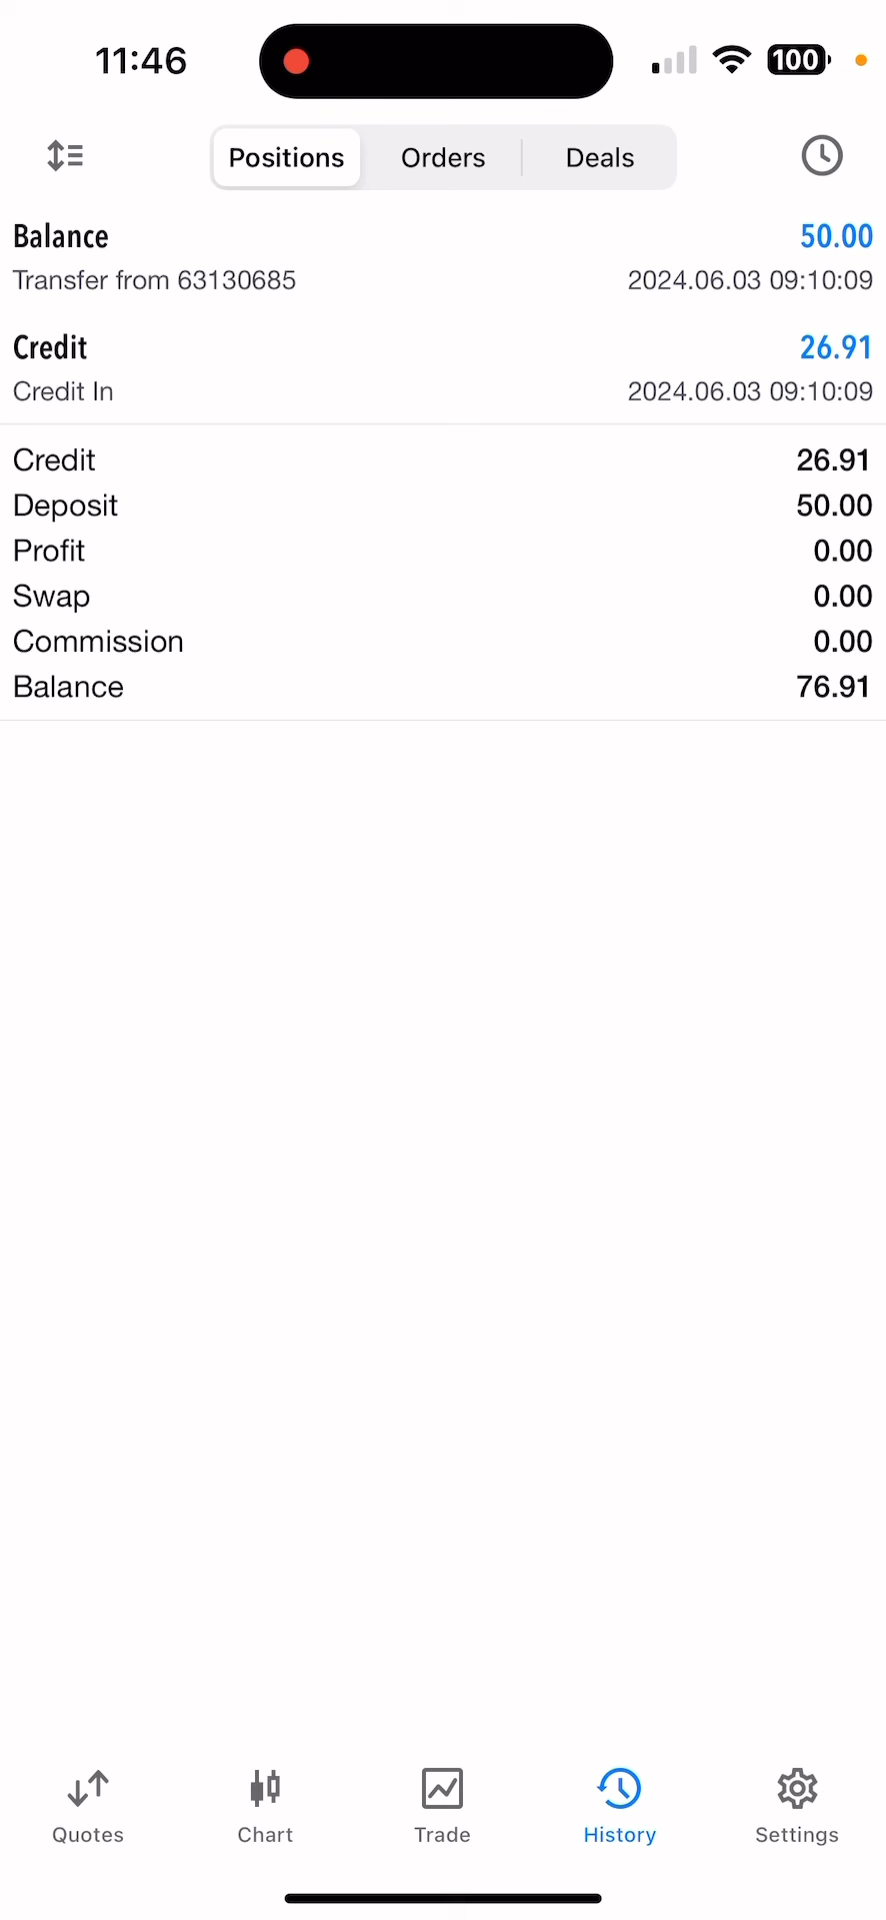 11:46
100
Positions Orders Deals
Balance 50.00
Transfer from 63130685 2024.06.03 09:10:09
Credit 26.91
Credit In 2024.06.03 09:10:09
Credit 26.91
Deposit 50.00
Profit 0.00
Swap 0.00
Commission 0.00
Balance 76.91
Quotes Chart Trade History Settings